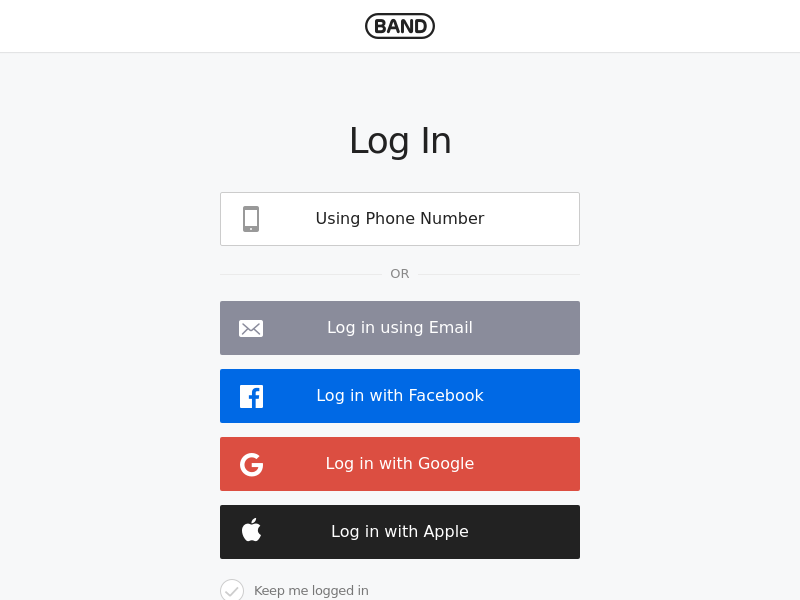 BAND
Log In
Using Phone Number
OR
Log in using Email
Log in with Facebook
Log in with Google
Log in with Apple
Keep me logged in